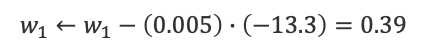 w₁ ← w₁ − (0.005) · (−13.3) = 0.39